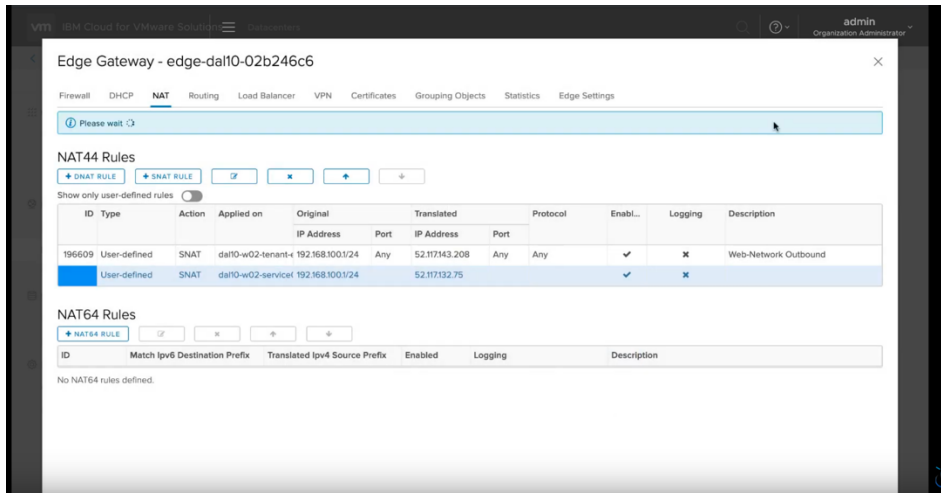 vm IBM Cloud for VMware Solutions Datacenters admin
Organization Administrator
Edge Gateway - edge-dal10-02b246c6
Firewall DHCP NAT Routing Load Balancer VPN Certificates Grouping Objects Statistics Edge Settings
Please wait
NAT44 Rules
+ DNAT RULE + SNAT RULE
Show only user-defined rules
ID Type Action Applied on Original Translated Protocol Enabl... Logging Description
IP Address Port IP Address Port
196609 User-defined SNAT dal10-w02-tenant-e 192.168.100.1/24 Any 52.117.143.208 Any Any Web-Network Outbound
User-defined SNAT dal10-w02-service 192.168.100.1/24 52.117.132.75
NAT64 Rules
+ NAT64 RULE
ID Match Ipv6 Destination Prefix Translated Ipv4 Source Prefix Enabled Logging Description
No NAT64 rules defined.